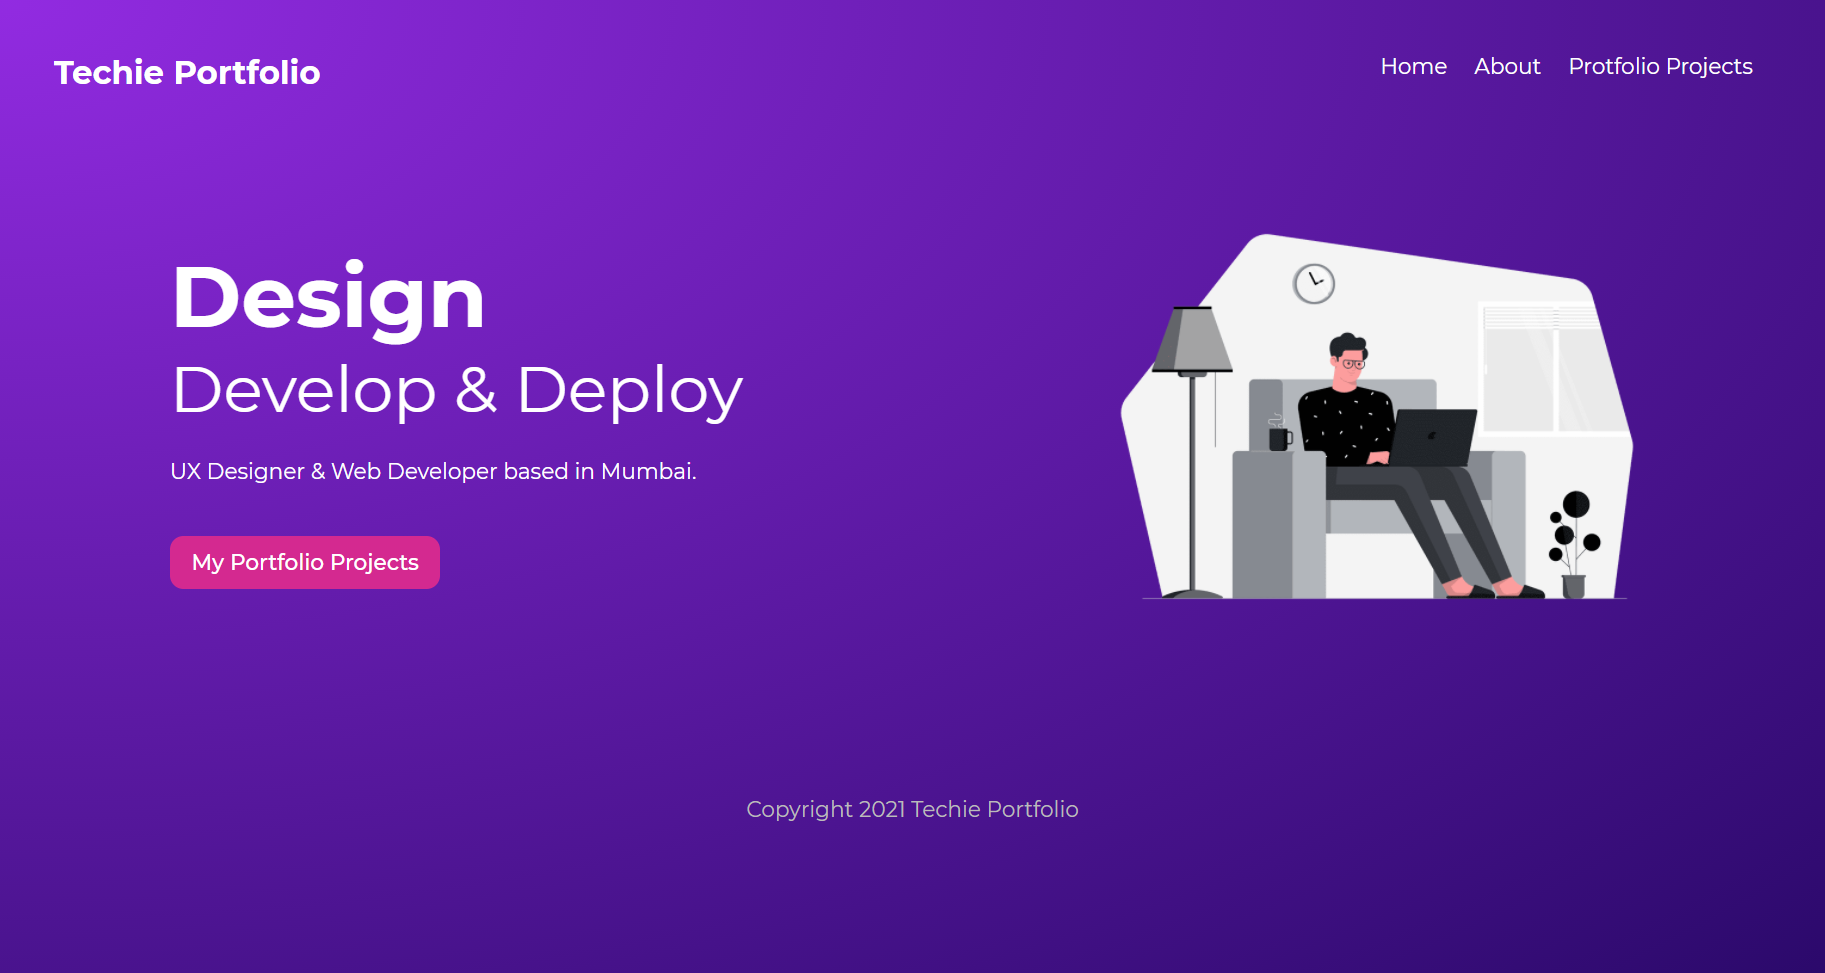 Techie Portfolio
Home About Protfolio Projects
Design
Develop & Deploy
UX Designer & Web Developer based in Mumbai.
My Portfolio Projects
Copyright 2021 Techie Portfolio